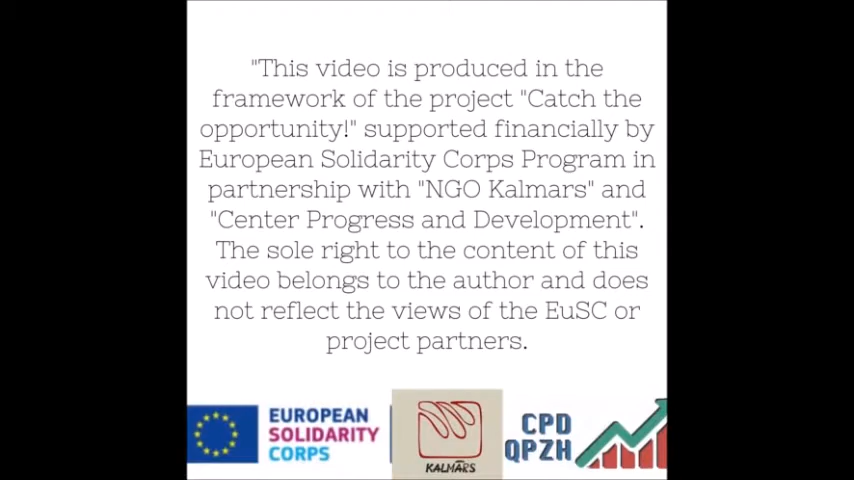 "This video is produced in the
framework of the project "Catch the
opportunity!" supported financially by
European Solidarity Corps Program in
partnership with "NGO Kalmars" and
"Center Progress and Development".
The sole right to the content of this
video belongs to the author and does
not reflect the views of the EuSC or
project partners.
EUROPEAN
SOLIDARITY
CORPS
KALMĀRS
CPD
QPZH